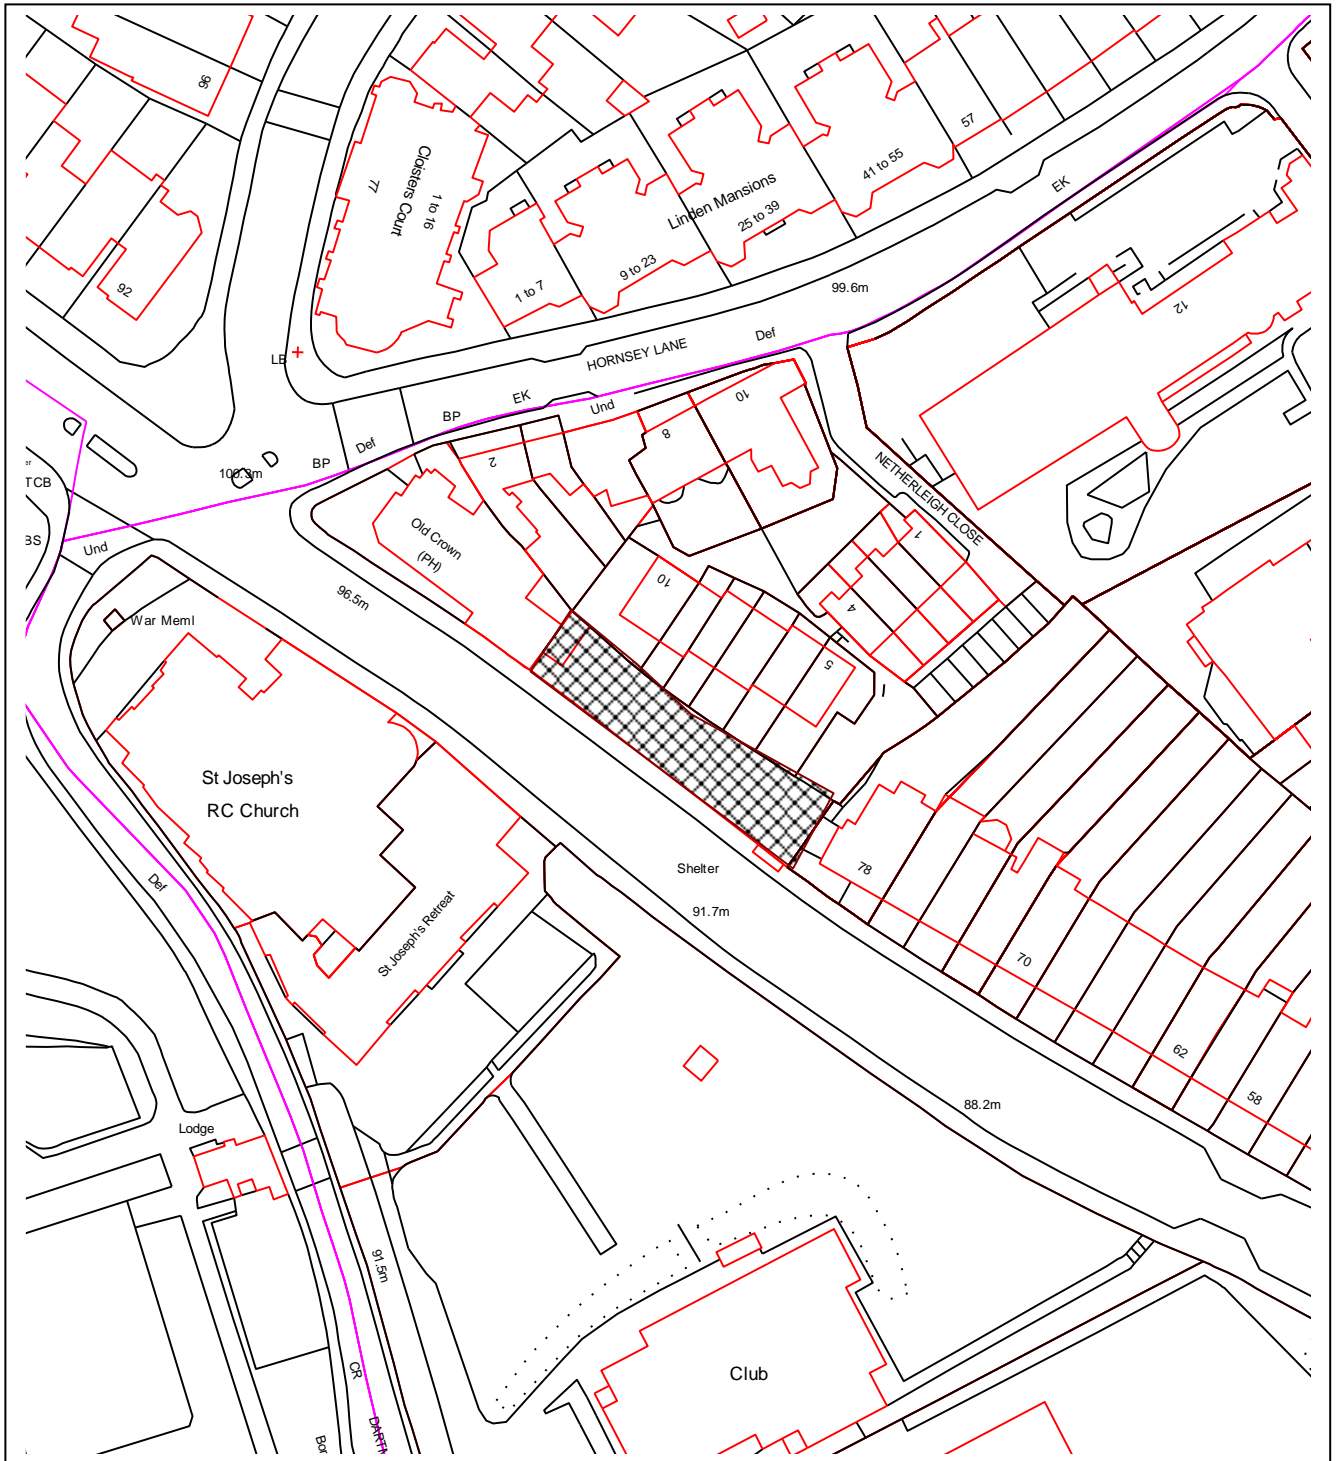 96
57
Cloisters Court
1 to 16
77
41 to 55
EK
Linden Mansions
25 to 39
9 to 23
1 to 7
92
99.6m
12
LB
HORNSEY LANE
Def
EK
BP
Und
10
8
Def
BP
100.3m
2
TCB
NETHERLEIGH CLOSE
BS
Und
Old Crown
(PH)
1
10
96.5m
4
War Meml
5
St Joseph's
RC Church
Shelter
78
Def
91.7m
St Joseph's Retreat
70
62
58
88.2m
Lodge
91.5m
CR
Club